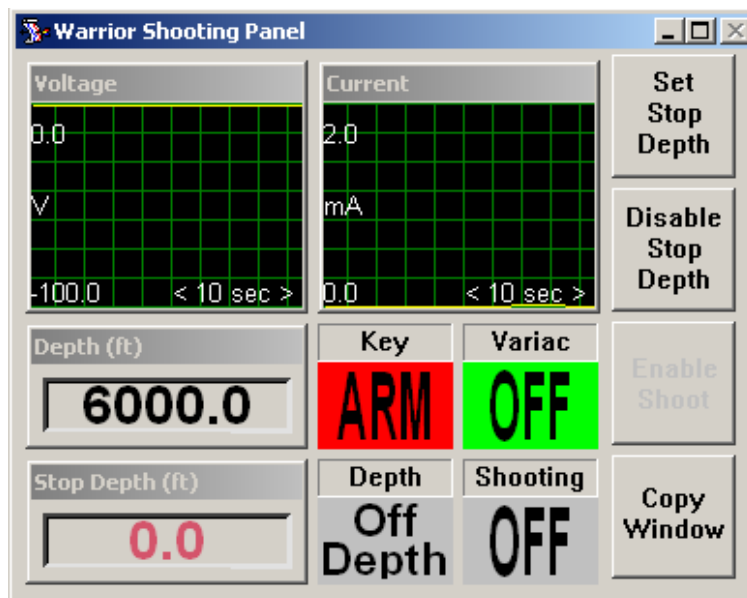 Warrior Shooting Panel
Voltage
0.0
V
-100.0 < 10 sec >
Current
2.0
mA
0.0 < 10 sec >
Set
Stop
Depth
Disable
Stop
Depth
Depth (ft)
6000.0
Key
ARM
Variac
OFF
Enable
Shoot
Stop Depth (ft)
0.0
Depth
Off
Depth
Shooting
OFF
Copy
Window